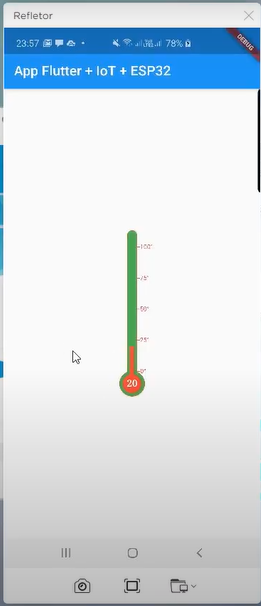 Refletor
23:57 78%
DEBUG
App Flutter + IoT + ESP32
100°
75°
50°
25°
0°
20